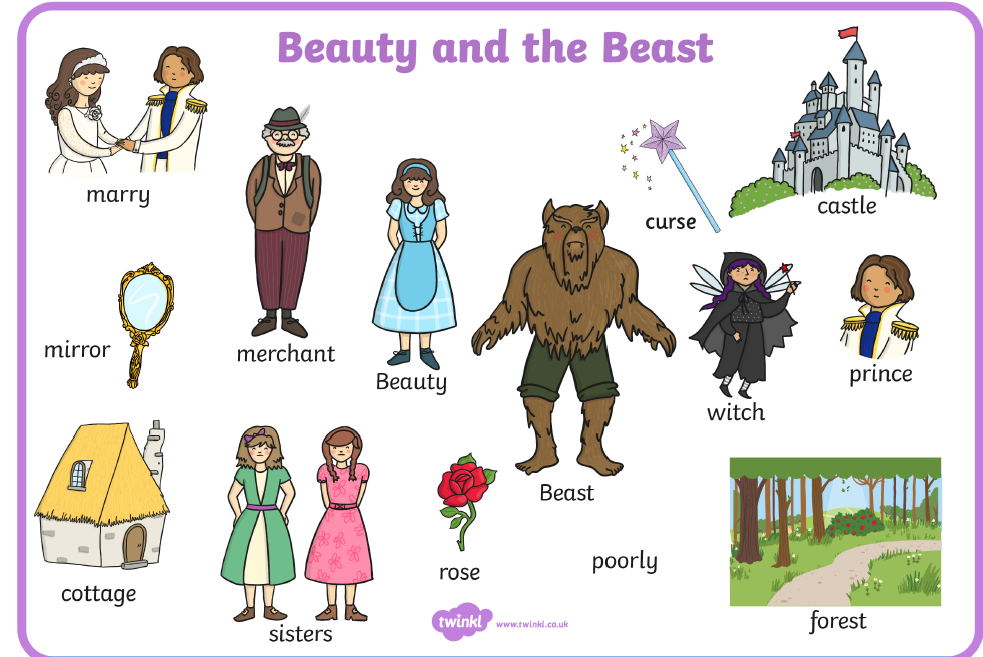 Beauty and the Beast
marry
merchant
curse
castle
mirror
Beauty
witch
prince
cottage
sisters
rose
Beast
poorly
forest
twinkl
www.twinkl.co.uk